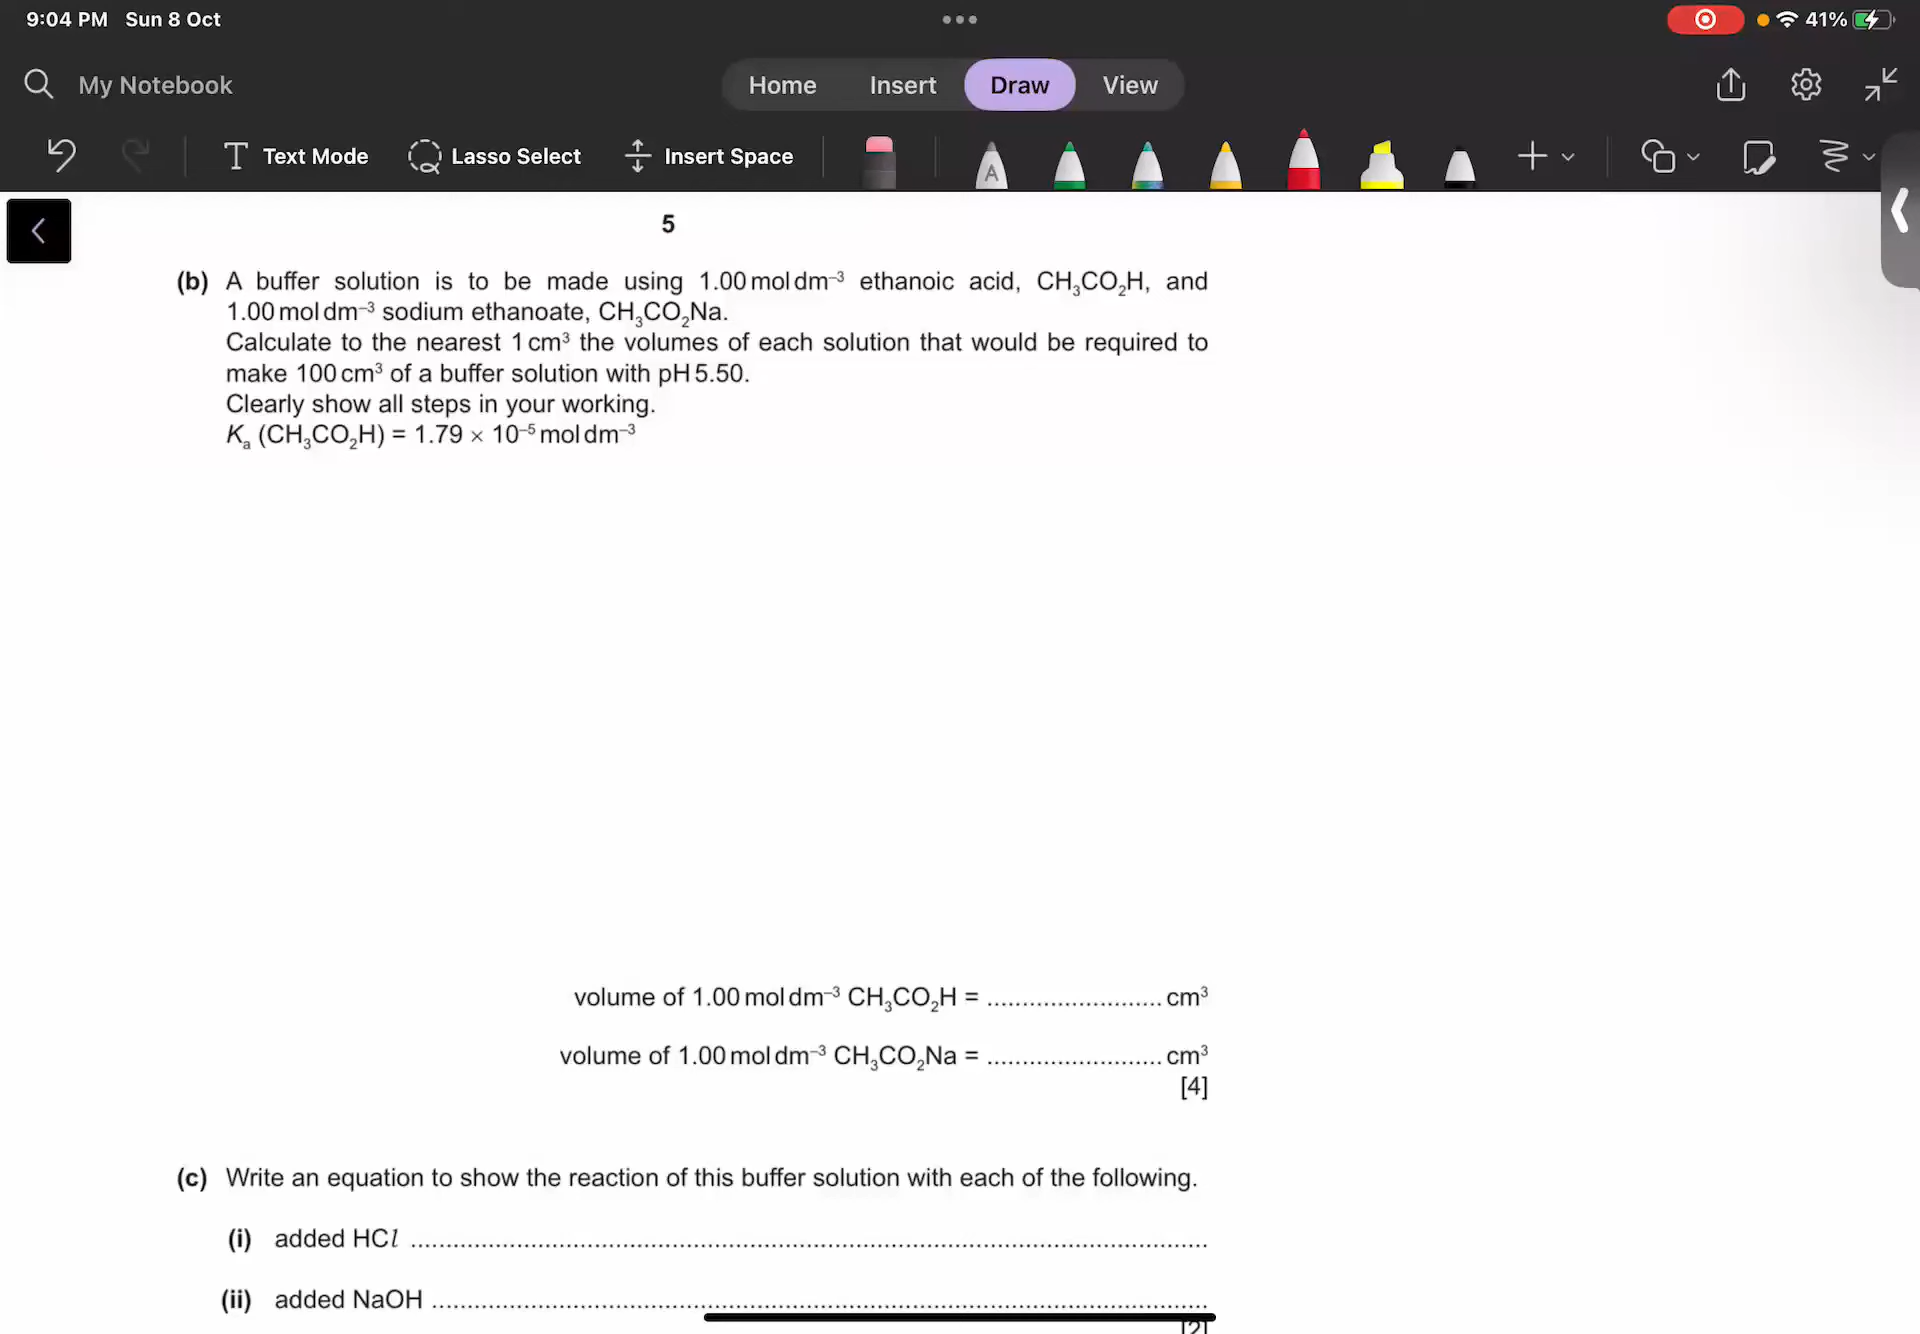 9:04 PM Sun 8 Oct
41%
My Notebook
Home Insert Draw View
Text Mode Lasso Select Insert Space
A
5
(b) A buffer solution is to be made using 1.00 mol dm⁻³ ethanoic acid, CH₃CO₂H, and
1.00 mol dm⁻³ sodium ethanoate, CH₃CO₂Na.
Calculate to the nearest 1 cm³ the volumes of each solution that would be required to
make 100 cm³ of a buffer solution with pH 5.50.
Clearly show all steps in your working.
Kₐ (CH₃CO₂H) = 1.79 × 10⁻⁵ mol dm⁻³
volume of 1.00 mol dm⁻³ CH₃CO₂H = ......................... cm³
volume of 1.00 mol dm⁻³ CH₃CO₂Na = ......................... cm³
[4]
(c) Write an equation to show the reaction of this buffer solution with each of the following.
(i) added HCl ................................................................................................................
(ii) added NaOH .............................................................................................................
[2]